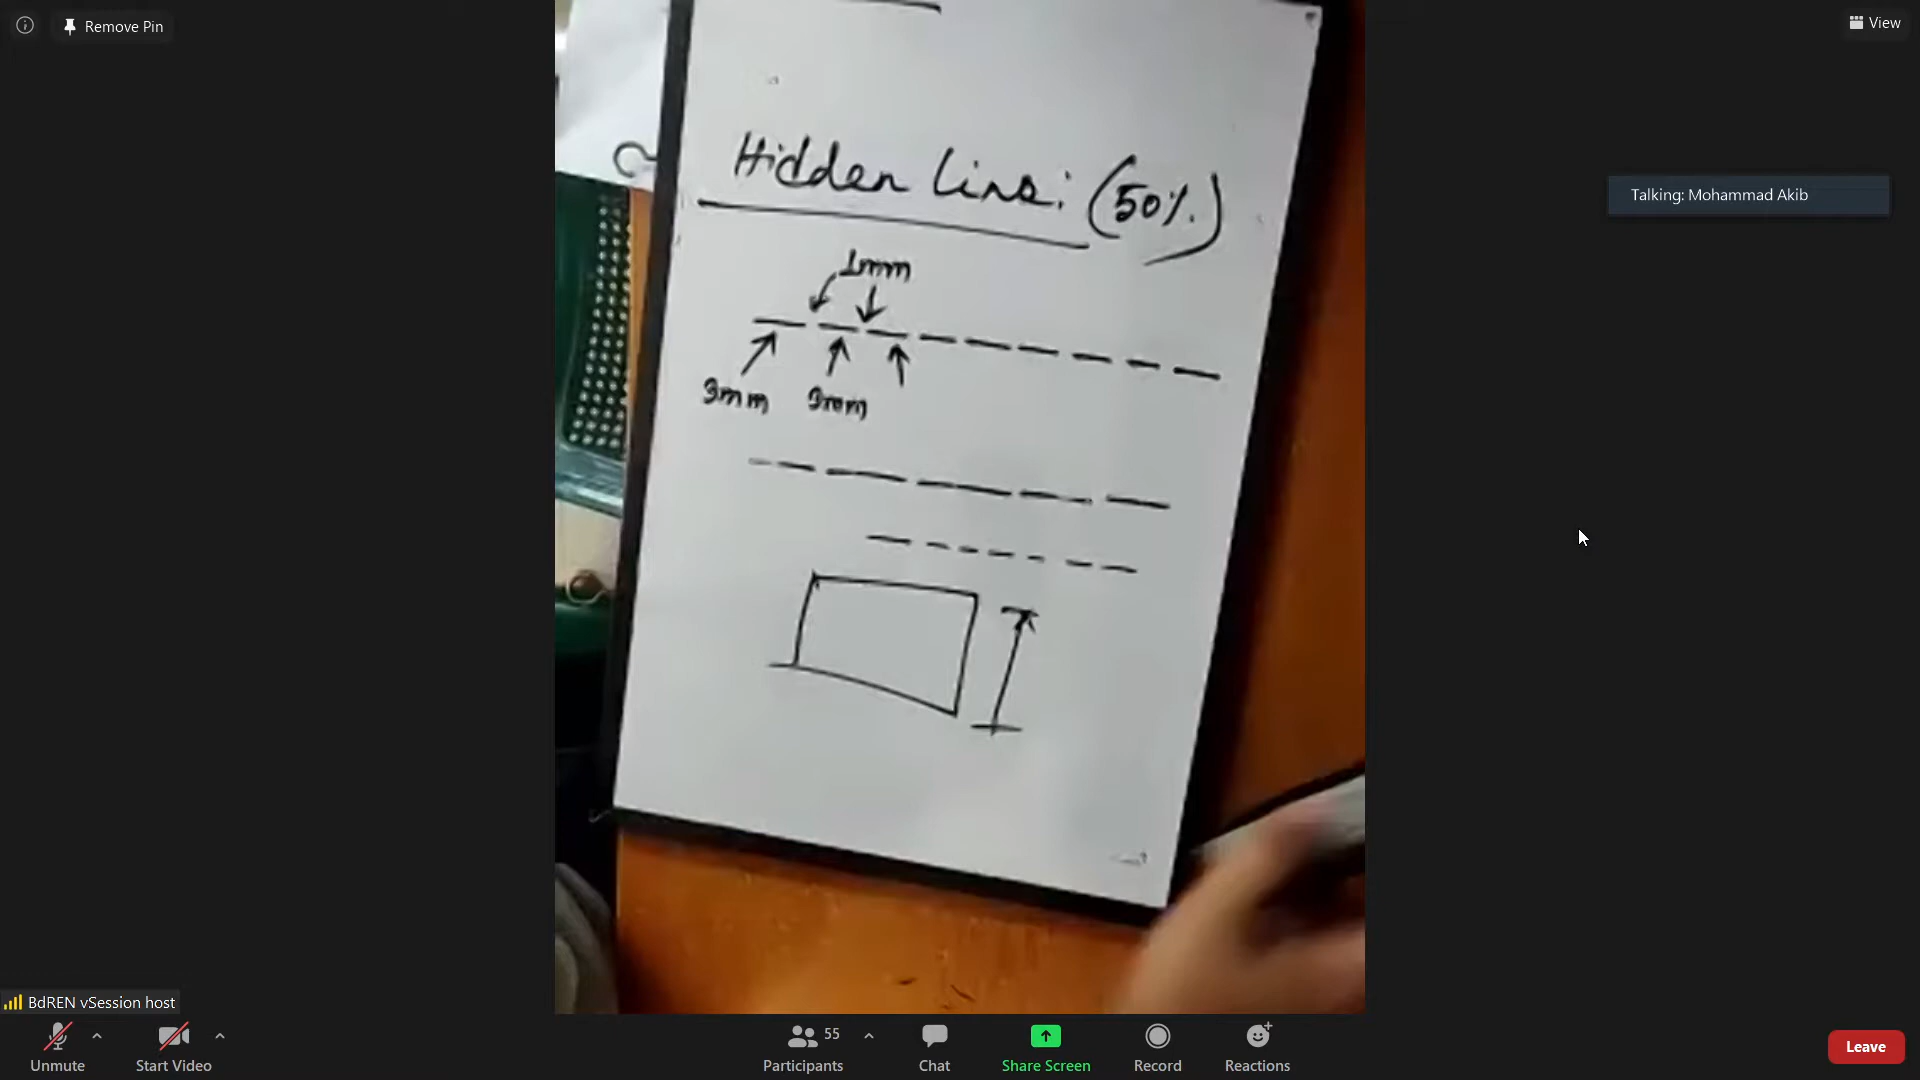 Remove Pin
View
Talking: Mohammad Akib
Hidden Line: (50%)
1mm
3mm 3mm
BdREN vSession host
Unmute
Start Video
55
Participants
Chat
Share Screen
Record
Reactions
Leave